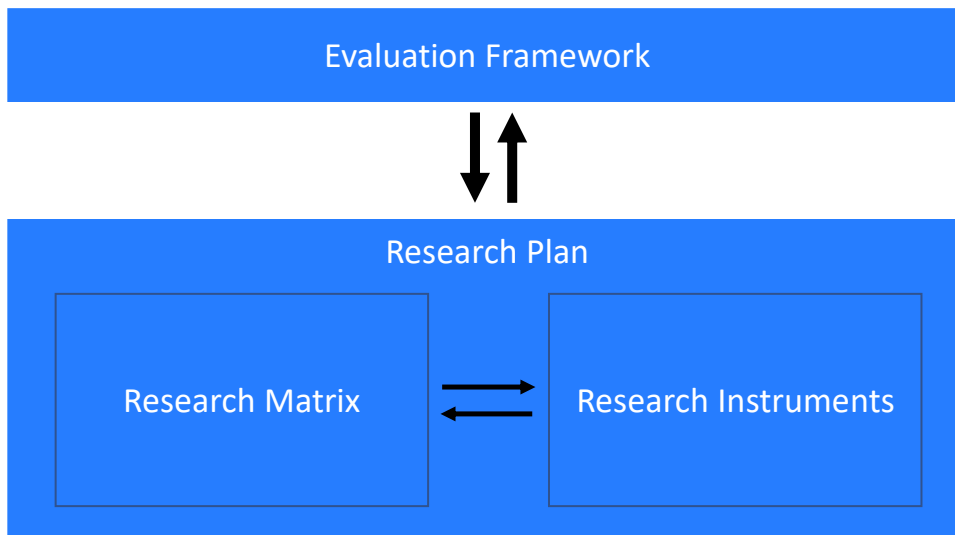 Evaluation Framework
Research Plan
Research Matrix
Research Instruments